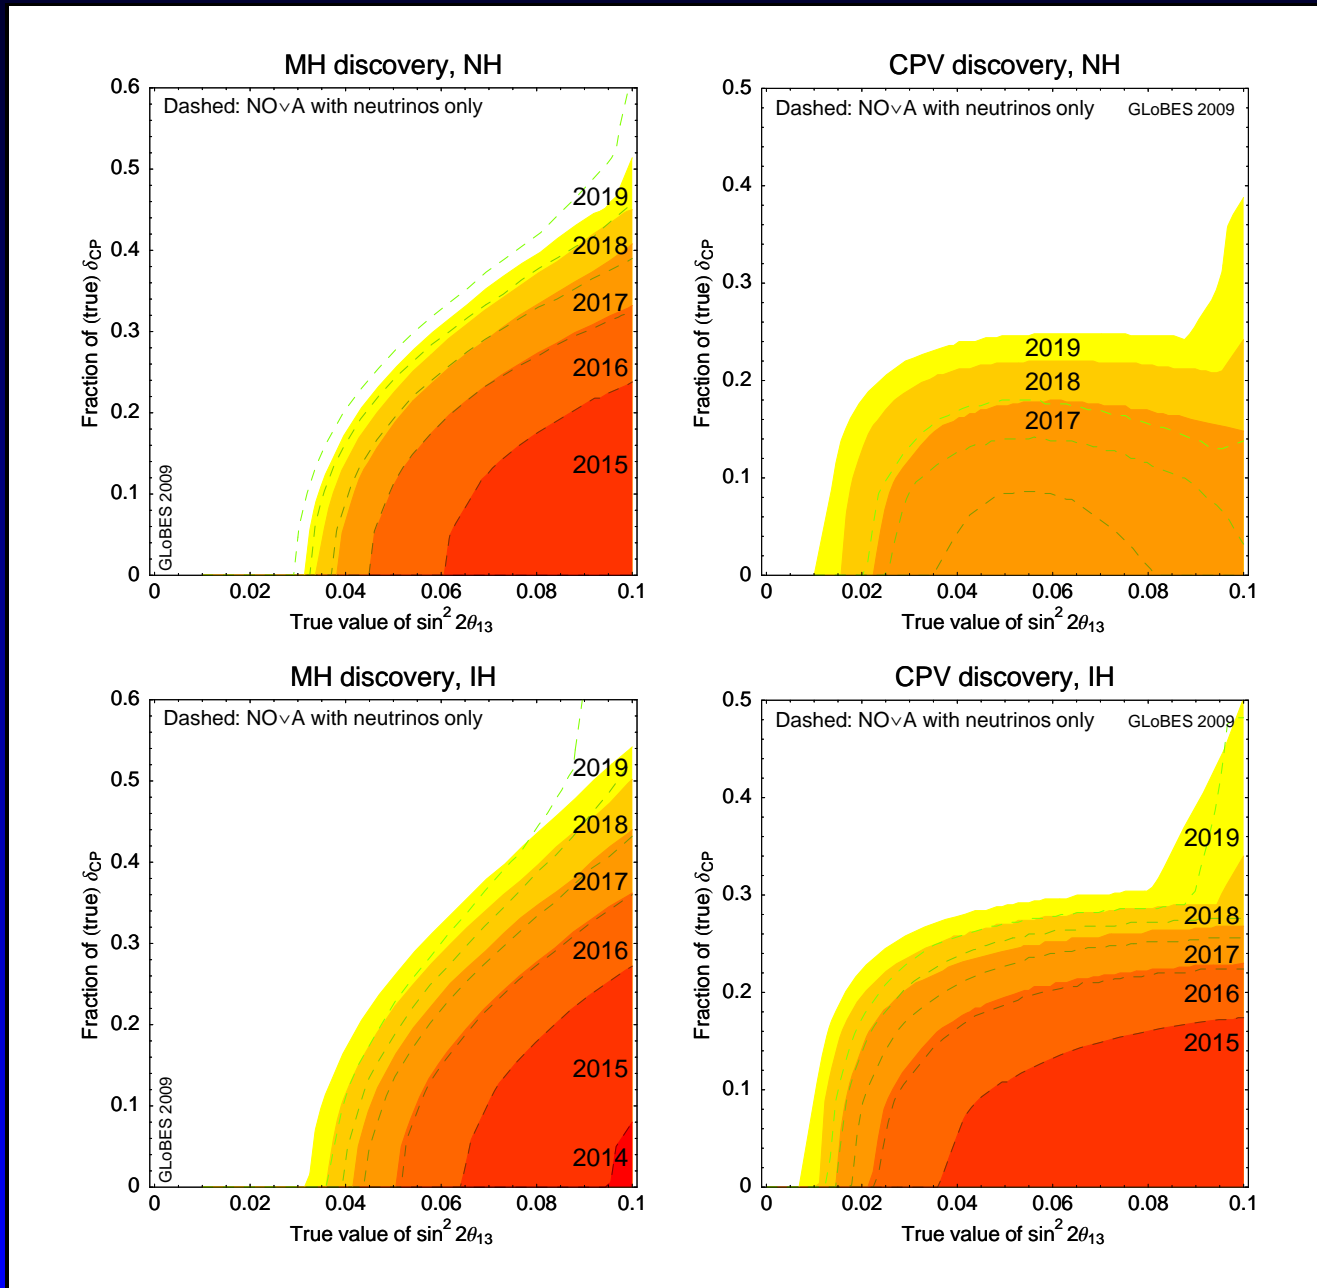 MH discovery, NH
Dashed: NOνA with neutrinos only
0.6
0.5
0.4
0.3
0.2
0.1
0
Fraction of (true) δCP
2019
2018
2017
2016
2015
GLoBES 2009
0 0.02 0.04 0.06 0.08 0.1
True value of sin² 2θ13
CPV discovery, NH
Dashed: NOνA with neutrinos only GLoBES 2009
0.5
0.4
0.3
0.2
0.1
0
Fraction of (true) δCP
2019
2018
2017
0 0.02 0.04 0.06 0.08 0.1
True value of sin² 2θ13
MH discovery, IH
Dashed: NOνA with neutrinos only
0.6
0.5
0.4
0.3
0.2
0.1
0
Fraction of (true) δCP
2019
2018
2017
2016
2015
2014
GLoBES 2009
0 0.02 0.04 0.06 0.08 0.1
True value of sin² 2θ13
CPV discovery, IH
Dashed: NOνA with neutrinos only GLoBES 2009
0.5
0.4
0.3
0.2
0.1
0
Fraction of (true) δCP
2019
2018
2017
2016
2015
0 0.02 0.04 0.06 0.08 0.1
True value of sin² 2θ13